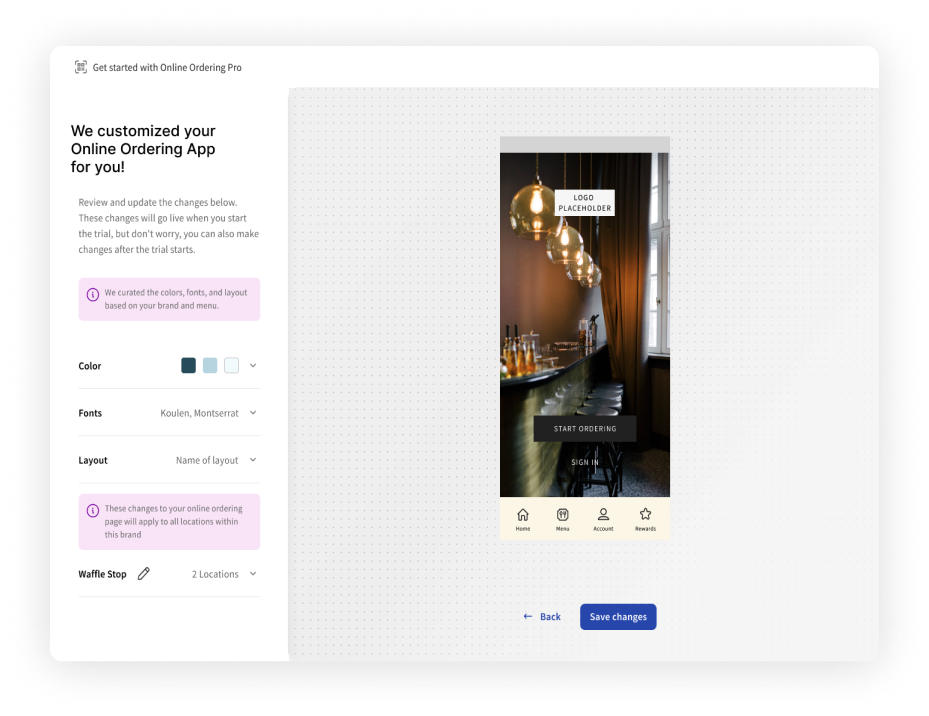 Get started with Online Ordering Pro
We customized your
Online Ordering App
for you!
Review and update the changes below.
These changes will go live when you start
the trial, but don't worry, you can also make
changes after the trial starts.
We curated the colors, fonts, and layout
based on your brand and menu.
Color
Fonts Koulen, Montserrat
Layout Name of layout
These changes to your online ordering
page will apply to all locations within
this brand
Waffle Stop 2 Locations
LOGO
PLACEHOLDER
START ORDERING
SIGN IN
Home Menu Account Rewards
← Back Save changes